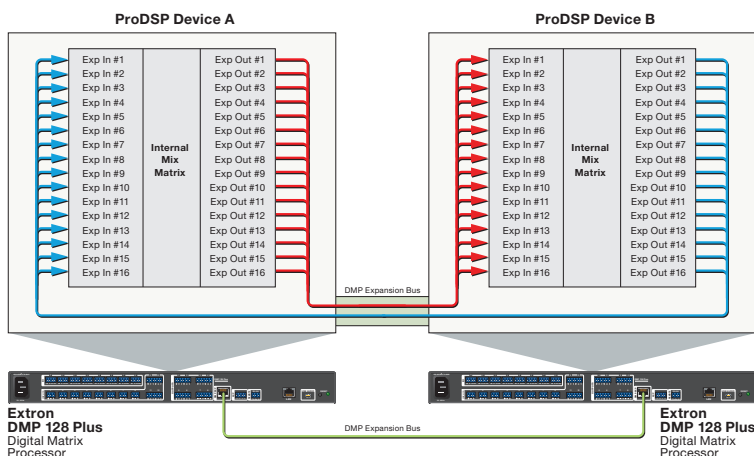 ProDSP Device A
ProDSP Device B
Exp In #1
Exp In #2
Exp In #3
Exp In #4
Exp In #5
Exp In #6
Exp In #7
Exp In #8
Exp In #9
Exp In #10
Exp In #11
Exp In #12
Exp In #13
Exp In #14
Exp In #15
Exp In #16
Internal
Mix
Matrix
Exp Out #1
Exp Out #2
Exp Out #3
Exp Out #4
Exp Out #5
Exp Out #6
Exp Out #7
Exp Out #8
Exp Out #9
Exp Out #10
Exp Out #11
Exp Out #12
Exp Out #13
Exp Out #14
Exp Out #15
Exp Out #16
DMP Expansion Bus
Exp In #1
Exp In #2
Exp In #3
Exp In #4
Exp In #5
Exp In #6
Exp In #7
Exp In #8
Exp In #9
Exp In #10
Exp In #11
Exp In #12
Exp In #13
Exp In #14
Exp In #15
Exp In #16
Internal
Mix
Matrix
Exp Out #1
Exp Out #2
Exp Out #3
Exp Out #4
Exp Out #5
Exp Out #6
Exp Out #7
Exp Out #8
Exp Out #9
Exp Out #10
Exp Out #11
Exp Out #12
Exp Out #13
Exp Out #14
Exp Out #15
Exp Out #16
Extron
DMP 128 Plus
Digital Matrix
Processor
DMP Expansion Bus
Extron
DMP 128 Plus
Digital Matrix
Processor